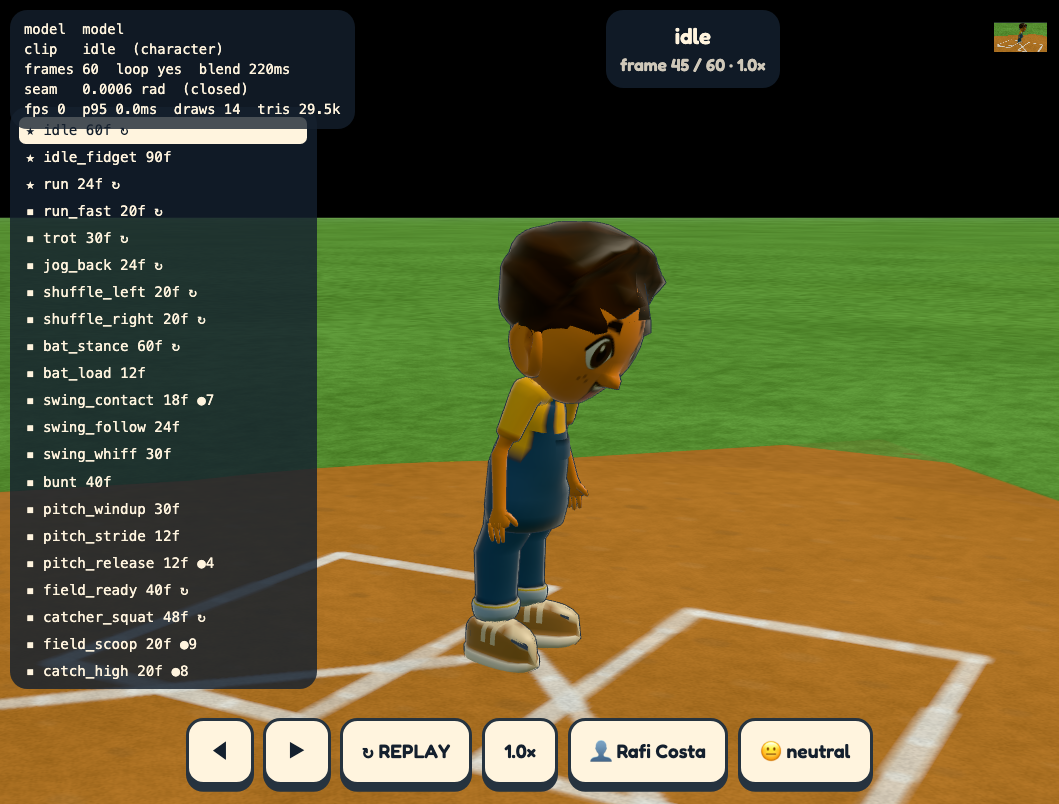 model model
clip idle (character)
frames 60 loop yes blend 220ms
seam 0.0006 rad (closed)
fps 0 p95 0.0ms draws 14 tris 29.5k
★ idle 60f ↻
★ idle_fidget 90f
★ run 24f ↻
▪ run_fast 20f ↻
▪ trot 30f ↻
▪ jog_back 24f ↻
▪ shuffle_left 20f ↻
▪ shuffle_right 20f ↻
▪ bat_stance 60f ↻
▪ bat_load 12f
▪ swing_contact 18f ●7
▪ swing_follow 24f
▪ swing_whiff 30f
▪ bunt 40f
▪ pitch_windup 30f
▪ pitch_stride 12f
▪ pitch_release 12f ●4
▪ field_ready 40f ↻
▪ catcher_squat 48f ↻
▪ field_scoop 20f ●9
▪ catch_high 20f ●8
idle
frame 45 / 60 · 1.0×
◀ ▶ ↻ REPLAY 1.0× 👤 Rafi Costa 😐 neutral